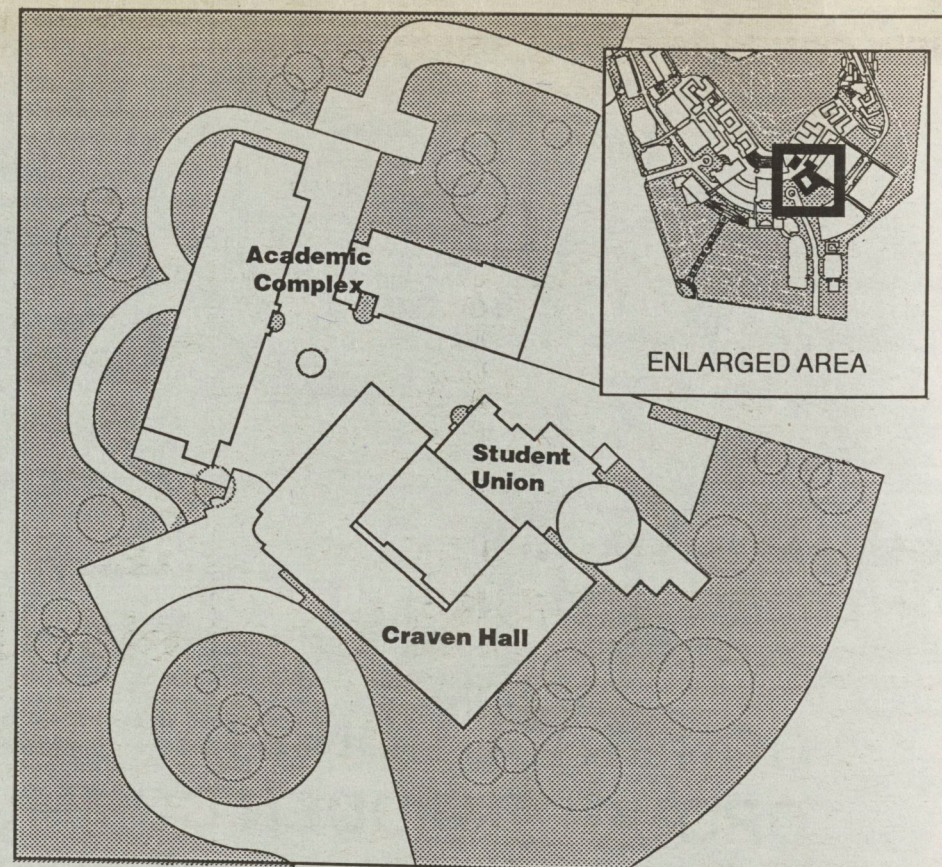 Academic
Complex
ENLARGED AREA
Student
Union
Craven Hall